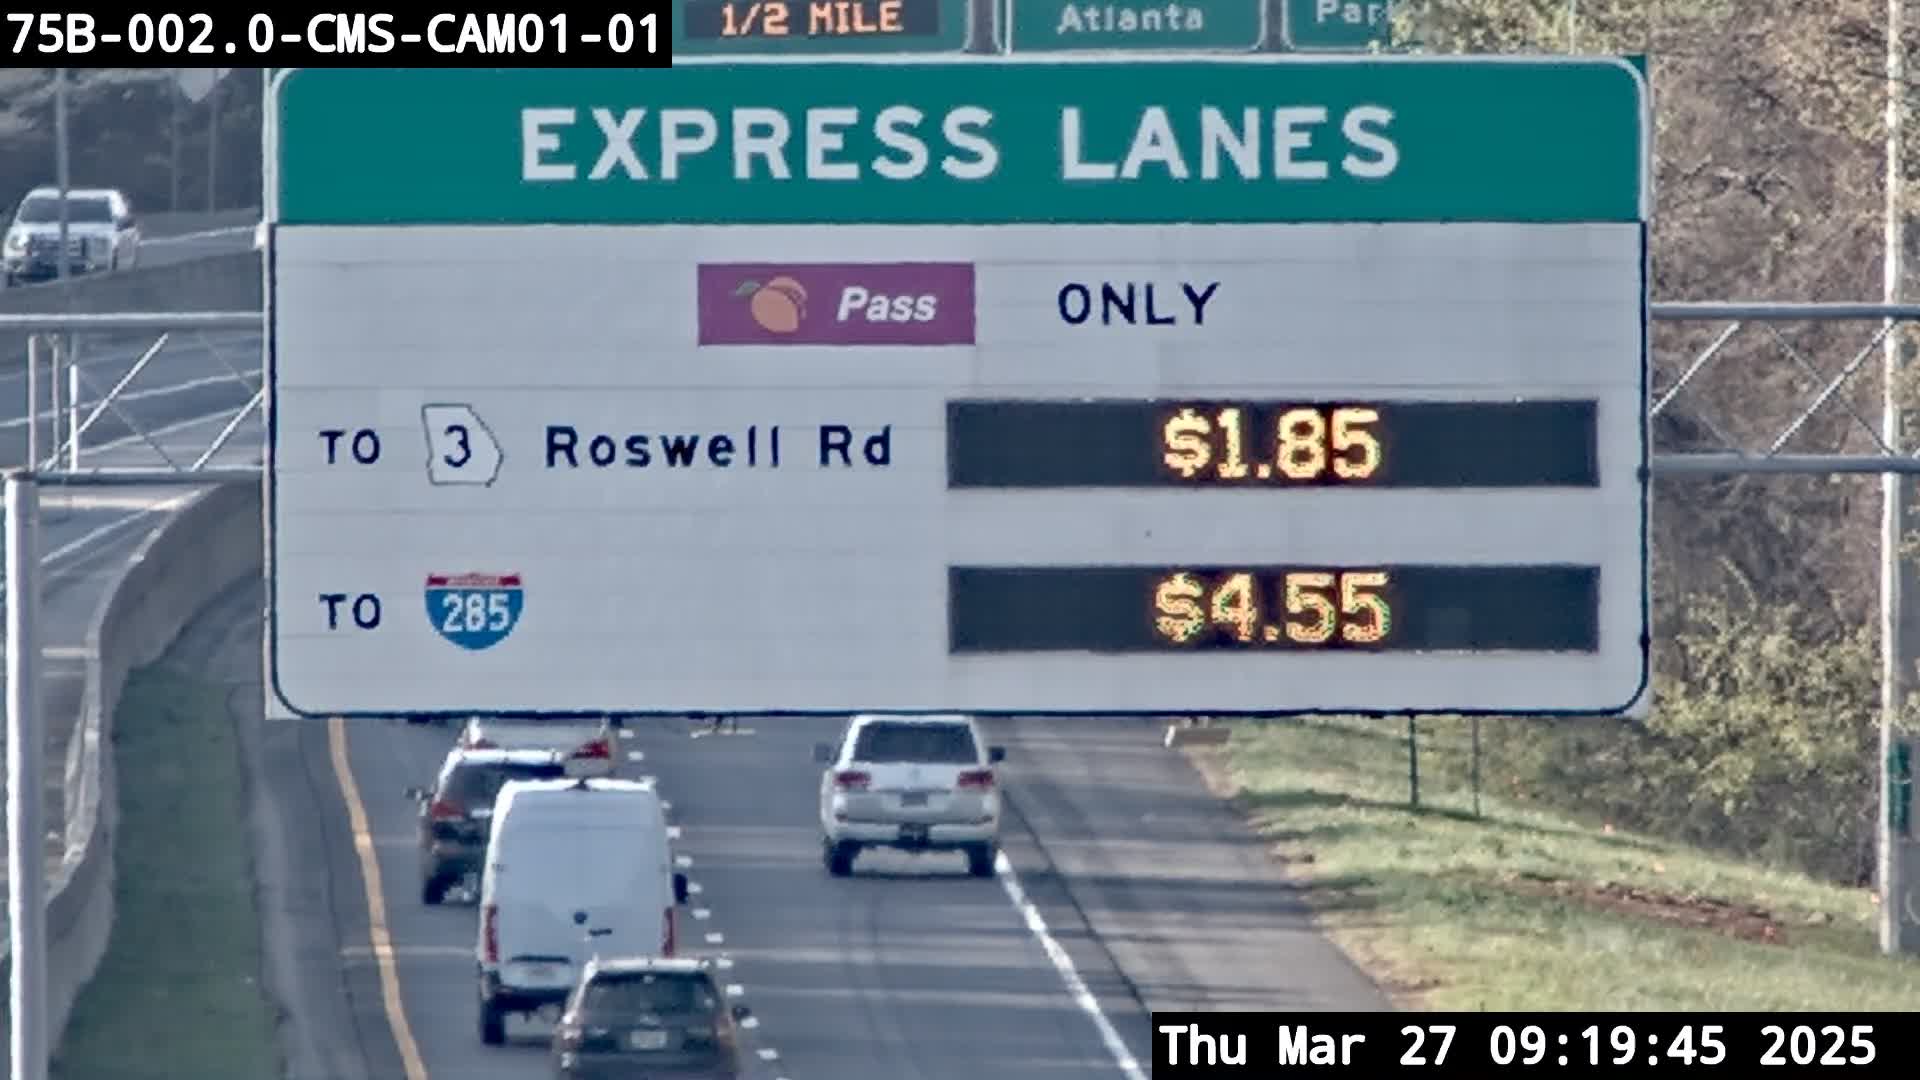 75B-002.0-CMS-CAM01-01
1/2 MILE
Atlanta
EXPRESS LANES
Pass ONLY
TO 3 Roswell Rd $1.85
TO 285 $4.55
Thu Mar 27 09:19:45 2025